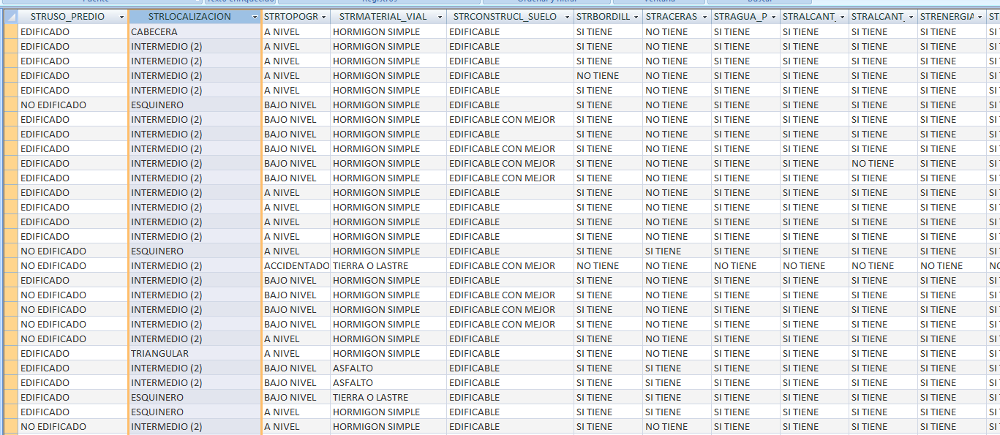 Fuente Texto enriquecido Registros Ordenar y filtrar Ventana Buscar
STRUSO_PREDIO STRLOCALIZACION STRTOPOGR STRMATERIAL_VIAL STRCONSTRUCL_SUELO STRBORDILL STRACERAS STRAGUA_P STRALCANT_ STRALCANT_ STRENERGIA ST
EDIFICADO CABECERA A NIVEL HORMIGON SIMPLE EDIFICABLE SI TIENE NO TIENE SI TIENE SI TIENE SI TIENE SI TIENE SI
EDIFICADO INTERMEDIO (2) A NIVEL HORMIGON SIMPLE EDIFICABLE SI TIENE NO TIENE SI TIENE SI TIENE SI TIENE SI TIENE SI
EDIFICADO INTERMEDIO (2) A NIVEL HORMIGON SIMPLE EDIFICABLE SI TIENE NO TIENE SI TIENE SI TIENE SI TIENE SI TIENE SI
EDIFICADO INTERMEDIO (2) A NIVEL HORMIGON SIMPLE EDIFICABLE NO TIENE NO TIENE SI TIENE SI TIENE SI TIENE SI TIENE SI
EDIFICADO INTERMEDIO (2) A NIVEL HORMIGON SIMPLE EDIFICABLE SI TIENE NO TIENE SI TIENE SI TIENE SI TIENE SI TIENE SI
NO EDIFICADO ESQUINERO BAJO NIVEL HORMIGON SIMPLE EDIFICABLE SI TIENE NO TIENE SI TIENE SI TIENE SI TIENE SI TIENE SI
EDIFICADO INTERMEDIO (2) BAJO NIVEL HORMIGON SIMPLE EDIFICABLE CON MEJOR SI TIENE NO TIENE SI TIENE SI TIENE SI TIENE SI TIENE SI
EDIFICADO INTERMEDIO (2) BAJO NIVEL HORMIGON SIMPLE EDIFICABLE SI TIENE NO TIENE SI TIENE SI TIENE SI TIENE SI TIENE SI
EDIFICADO INTERMEDIO (2) BAJO NIVEL HORMIGON SIMPLE EDIFICABLE CON MEJOR SI TIENE NO TIENE SI TIENE SI TIENE SI TIENE SI TIENE SI
EDIFICADO INTERMEDIO (2) BAJO NIVEL HORMIGON SIMPLE EDIFICABLE CON MEJOR SI TIENE NO TIENE SI TIENE SI TIENE NO TIENE SI TIENE SI
EDIFICADO INTERMEDIO (2) BAJO NIVEL HORMIGON SIMPLE EDIFICABLE CON MEJOR SI TIENE NO TIENE SI TIENE SI TIENE SI TIENE SI TIENE SI
EDIFICADO INTERMEDIO (2) A NIVEL HORMIGON SIMPLE EDIFICABLE SI TIENE NO TIENE SI TIENE SI TIENE SI TIENE SI TIENE SI
EDIFICADO INTERMEDIO (2) A NIVEL HORMIGON SIMPLE EDIFICABLE SI TIENE NO TIENE SI TIENE SI TIENE SI TIENE SI TIENE SI
EDIFICADO INTERMEDIO (2) A NIVEL HORMIGON SIMPLE EDIFICABLE SI TIENE NO TIENE SI TIENE SI TIENE SI TIENE SI TIENE SI
EDIFICADO INTERMEDIO (2) A NIVEL HORMIGON SIMPLE EDIFICABLE SI TIENE NO TIENE SI TIENE SI TIENE SI TIENE SI TIENE SI
NO EDIFICADO ESQUINERO A NIVEL HORMIGON SIMPLE EDIFICABLE SI TIENE SI TIENE SI TIENE SI TIENE SI TIENE SI TIENE SI
NO EDIFICADO INTERMEDIO (2) ACCIDENTADO TIERRA O LASTRE EDIFICABLE CON MEJOR NO TIENE NO TIENE NO TIENE NO TIENE NO TIENE NO TIENE NO
EDIFICADO INTERMEDIO (2) BAJO NIVEL HORMIGON SIMPLE EDIFICABLE SI TIENE NO TIENE SI TIENE SI TIENE SI TIENE SI TIENE SI
NO EDIFICADO INTERMEDIO (2) BAJO NIVEL HORMIGON SIMPLE EDIFICABLE CON MEJOR SI TIENE NO TIENE SI TIENE SI TIENE SI TIENE SI TIENE SI
NO EDIFICADO INTERMEDIO (2) BAJO NIVEL HORMIGON SIMPLE EDIFICABLE CON MEJOR SI TIENE NO TIENE SI TIENE SI TIENE SI TIENE SI TIENE SI
NO EDIFICADO INTERMEDIO (2) BAJO NIVEL HORMIGON SIMPLE EDIFICABLE CON MEJOR SI TIENE NO TIENE SI TIENE SI TIENE SI TIENE SI TIENE SI
NO EDIFICADO INTERMEDIO (2) A NIVEL HORMIGON SIMPLE EDIFICABLE SI TIENE NO TIENE SI TIENE SI TIENE SI TIENE SI TIENE SI
EDIFICADO TRIANGULAR A NIVEL HORMIGON SIMPLE EDIFICABLE SI TIENE NO TIENE SI TIENE SI TIENE SI TIENE SI TIENE SI
EDIFICADO INTERMEDIO (2) BAJO NIVEL ASFALTO EDIFICABLE SI TIENE SI TIENE SI TIENE SI TIENE SI TIENE SI TIENE SI
EDIFICADO INTERMEDIO (2) BAJO NIVEL ASFALTO EDIFICABLE SI TIENE SI TIENE SI TIENE SI TIENE SI TIENE SI TIENE SI
EDIFICADO ESQUINERO BAJO NIVEL TIERRA O LASTRE EDIFICABLE SI TIENE SI TIENE SI TIENE SI TIENE SI TIENE SI TIENE SI
EDIFICADO ESQUINERO A NIVEL HORMIGON SIMPLE EDIFICABLE SI TIENE SI TIENE SI TIENE SI TIENE SI TIENE SI TIENE SI
NO EDIFICADO INTERMEDIO (2) A NIVEL HORMIGON SIMPLE EDIFICABLE SI TIENE NO TIENE SI TIENE SI TIENE SI TIENE SI TIENE SI